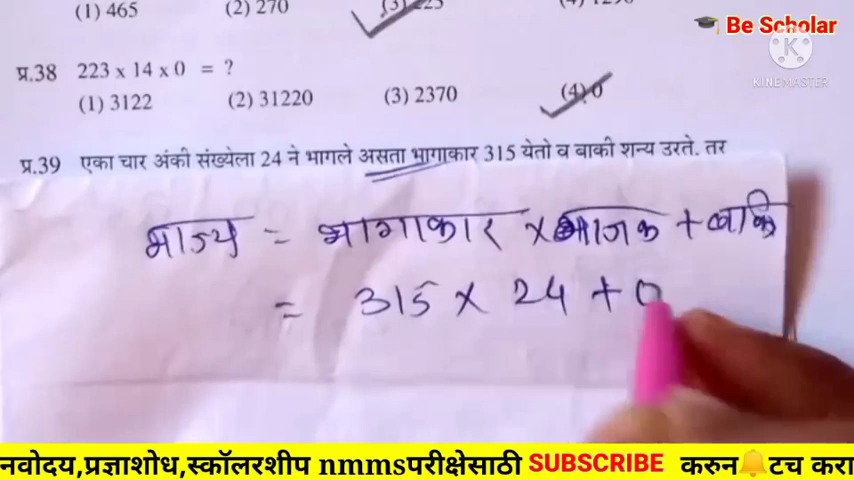 (1) 465 (2) 270 (3) 225
Be Scholar
KINEMASTER
प्र.38 223 x 14 x 0 = ?
(1) 3122 (2) 31220 (3) 2370 (4) 0
प्र.39 एका चार अंकी संख्येला 24 ने भागले असता भागाकार 315 येतो व बाकी शून्य उरते. तर
भाज्य = भागाकार × भाजक + बाकि
= 315 × 24 + 0
नवोदय,प्रज्ञाशोध,स्कॉलरशीप nmmsपरीक्षेसाठी SUBSCRIBE करुन🔔टच करा